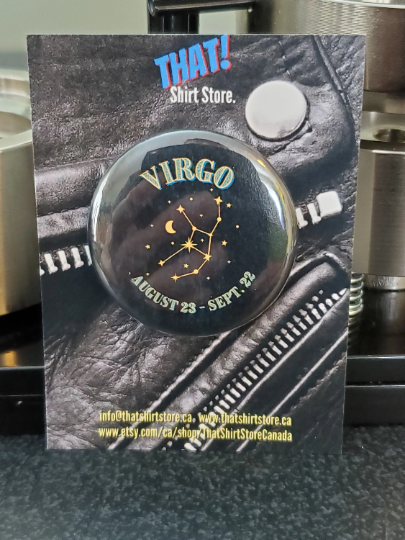 THAT!
Shirt Store.
VIRGO
AUGUST 23 - SEPT. 22
info@thatshirtstore.ca, www.thatshirtstore.ca
www.etsy.com/ca/shop/ThatShirtStoreCanada